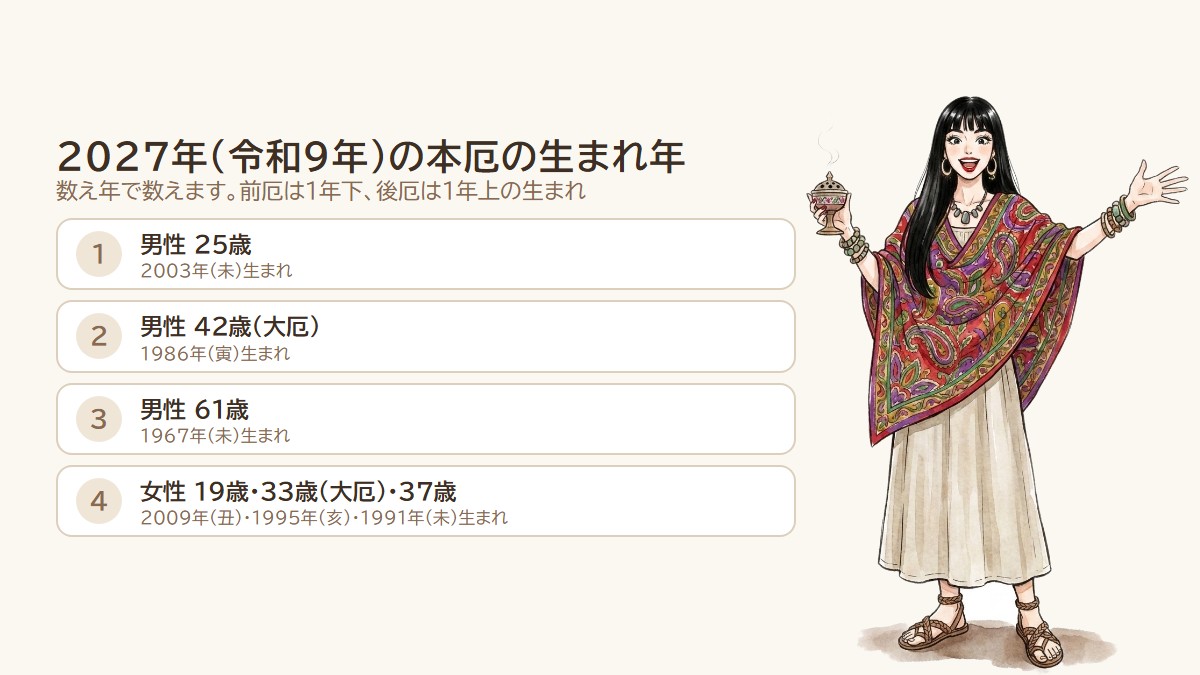 2027年(令和9年)の本厄の生まれ年
数え年で数えます。前厄は1年下、後厄は1年上の生まれ
1
男性 25歳
2003年(未)生まれ
2
男性 42歳(大厄)
1986年(寅)生まれ
3
男性 61歳
1967年(未)生まれ
4
女性 19歳・33歳(大厄)・37歳
2009年(丑)・1995年(亥)・1991年(未)生まれ